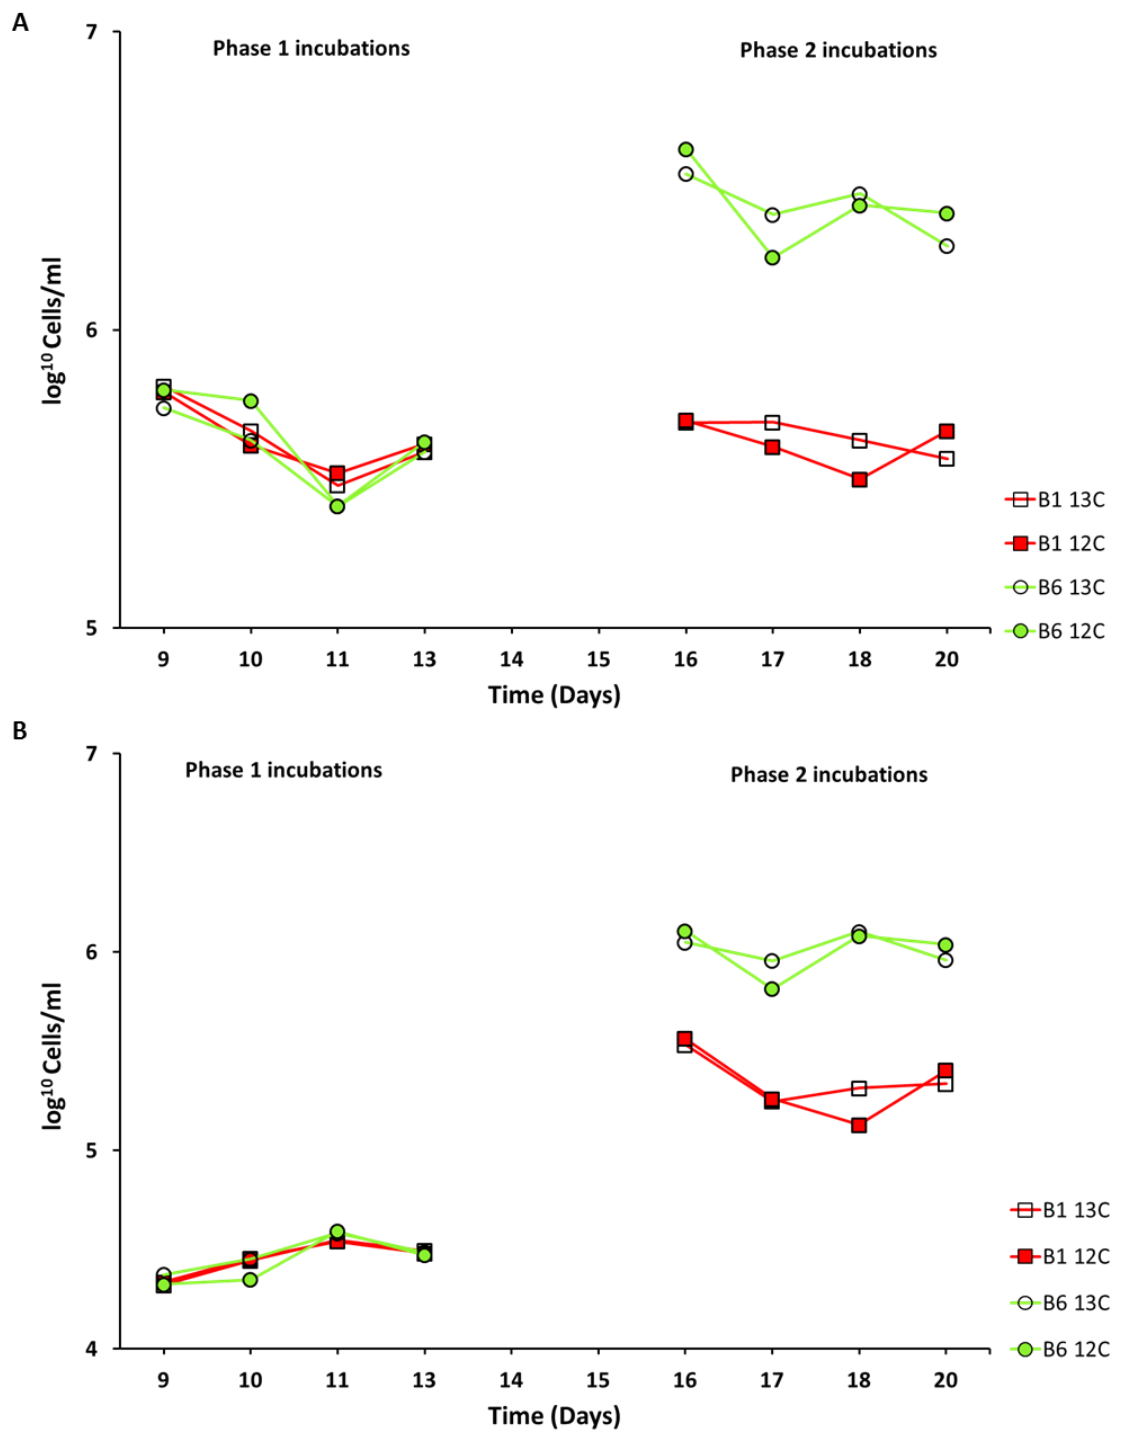 A
7
Phase 1 incubations
Phase 2 incubations
6
log10 Cells/ml
B1 13C
B1 12C
B6 13C
B6 12C
5
9 10 11 13 14 15 16 17 18 20
Time (Days)
B
7
Phase 1 incubations
Phase 2 incubations
6
log10 Cells/ml
5
B1 13C
B1 12C
B6 13C
B6 12C
4
9 10 11 13 14 15 16 17 18 20
Time (Days)